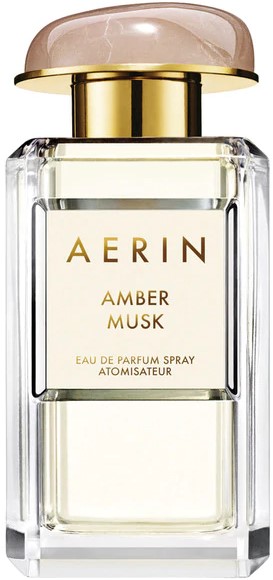 AERIN
AMBER
MUSK
EAU DE PARFUM SPRAY
ATOMISATEUR